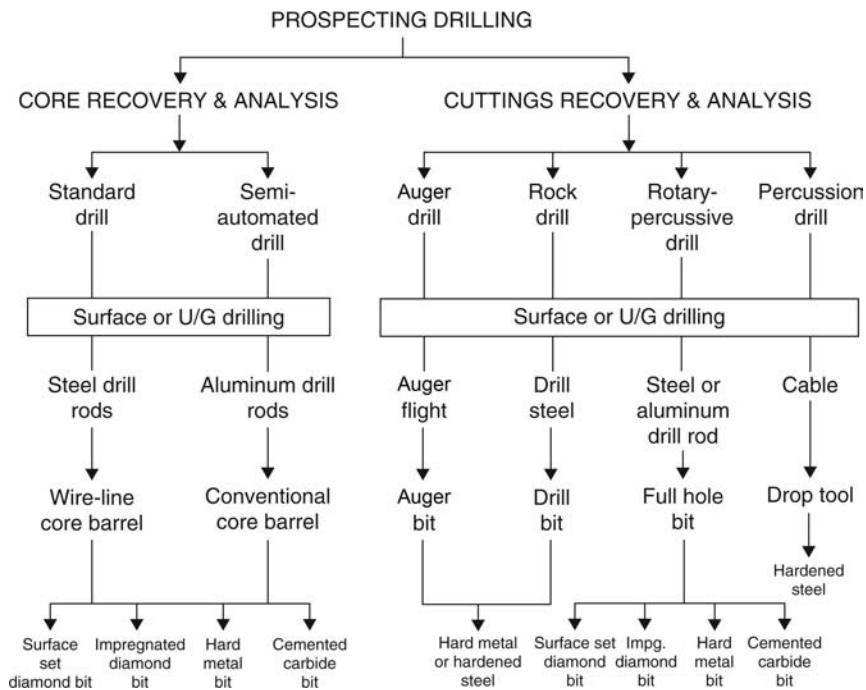 PROSPECTING DRILLING
CORE RECOVERY & ANALYSIS
CUTTINGS RECOVERY & ANALYSIS
Standard
drill
Semi-
automated
drill
Auger
drill
Rock
drill
Rotary-
percussive
drill
Percussion
drill
Surface or U/G drilling
Surface or U/G drilling
Steel drill
rods
Aluminum drill
rods
Auger
flight
Drill
steel
Steel or
aluminum
drill rod
Cable
Wire-line
core barrel
Conventional
core barrel
Auger
bit
Drill
bit
Full hole
bit
Drop tool
Hardened
steel
Surface
set
diamond bit
Impregnated
diamond
bit
Hard
metal
bit
Cemented
carbide
bit
Hard metal
or hardened
steel
Surface set
diamond
bit
Impg.
diamond
bit
Hard
metal
bit
Cemented
carbide
bit